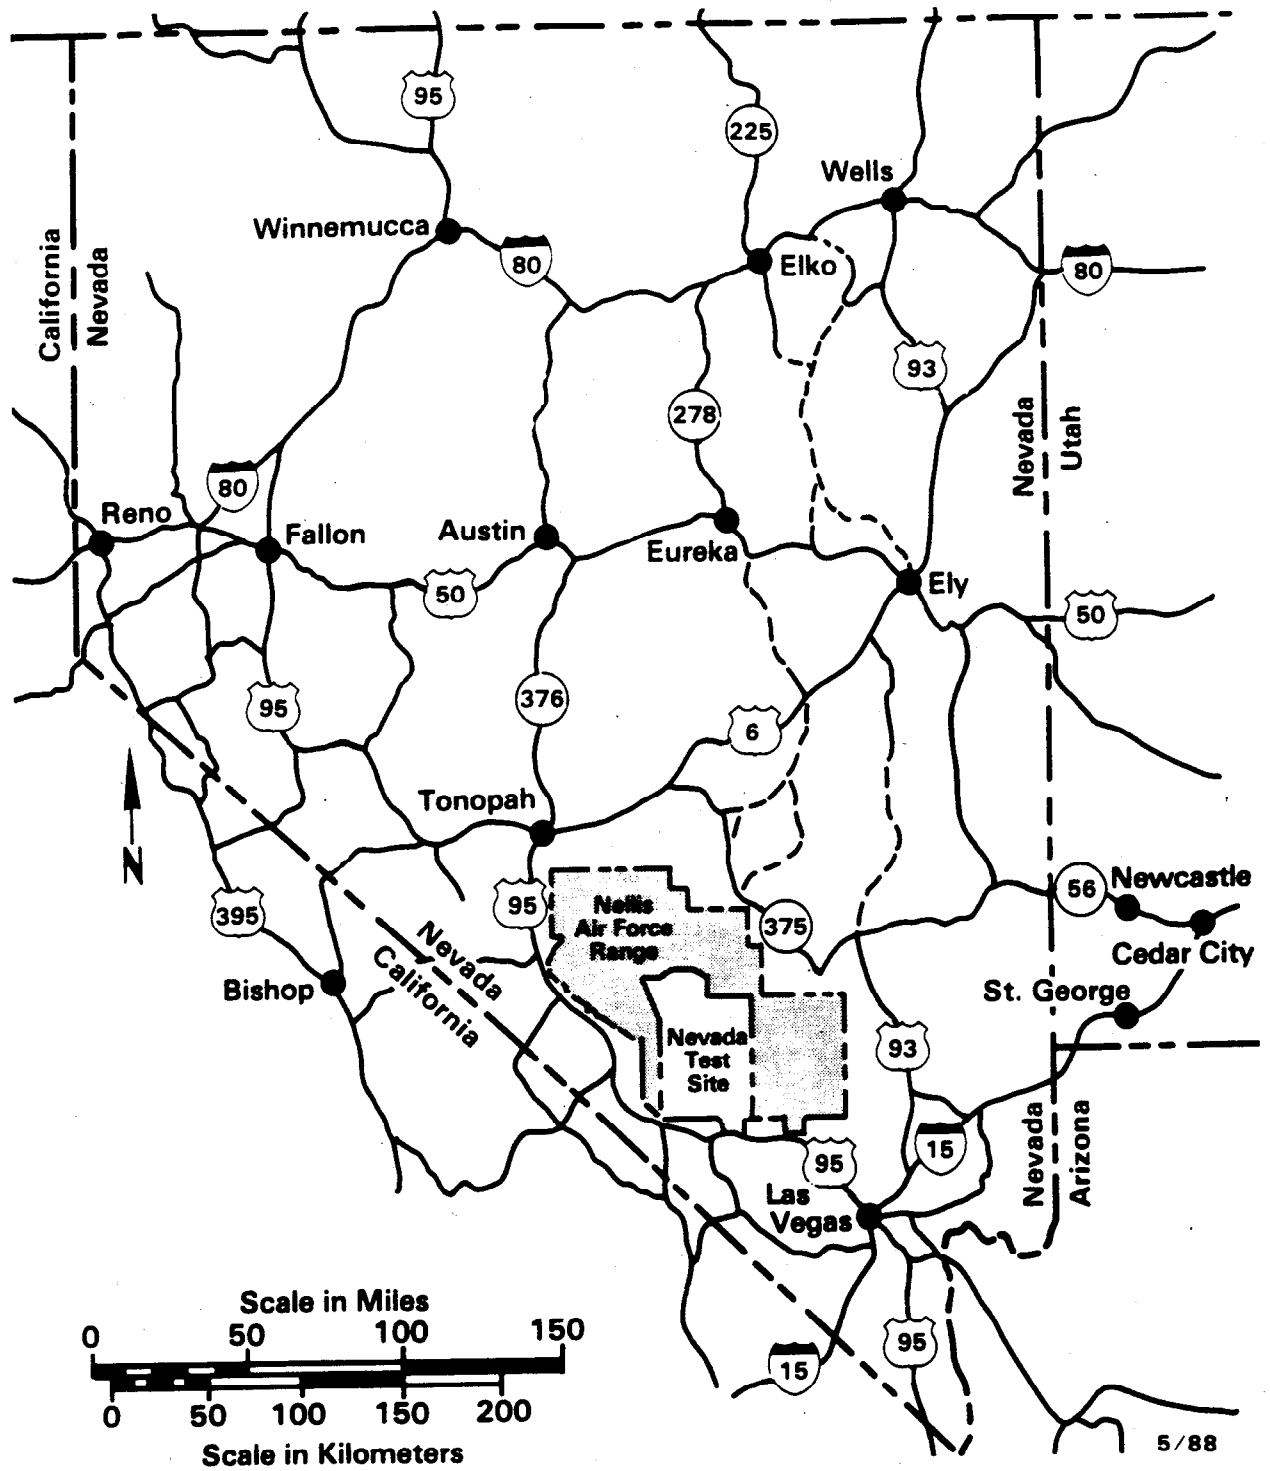 95
225
Wells
Winnemucca
80
Elko
80
California
Nevada
93
278
Nevada
Utah
80
Reno
Fallon
Austin
Eureka
50
Ely
50
95
376
6
Tonopah
N
395
95
Nellis
Air Force
Range
375
56
Newcastle
Cedar City
Nevada
California
Bishop
St. George
Nevada
Test
Site
93
15
Nevada
Arizona
95
Las
Vegas
Scale in Miles
0 50 100 150
0 50 100 150 200
Scale in Kilometers
15
95
5/88